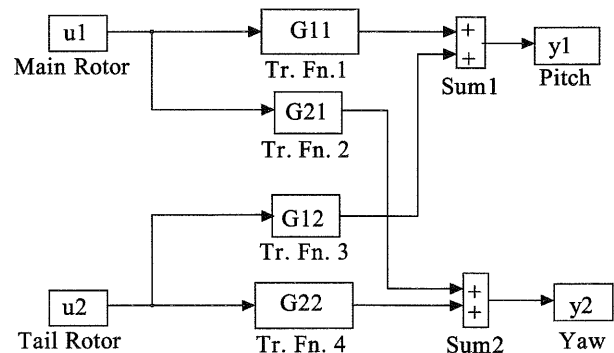 u1
Main Rotor
G11
Tr. Fn.1
+
+
Sum1
y1
Pitch
G21
Tr. Fn. 2
G12
Tr. Fn. 3
u2
Tail Rotor
G22
Tr. Fn. 4
+
+
Sum2
y2
Yaw